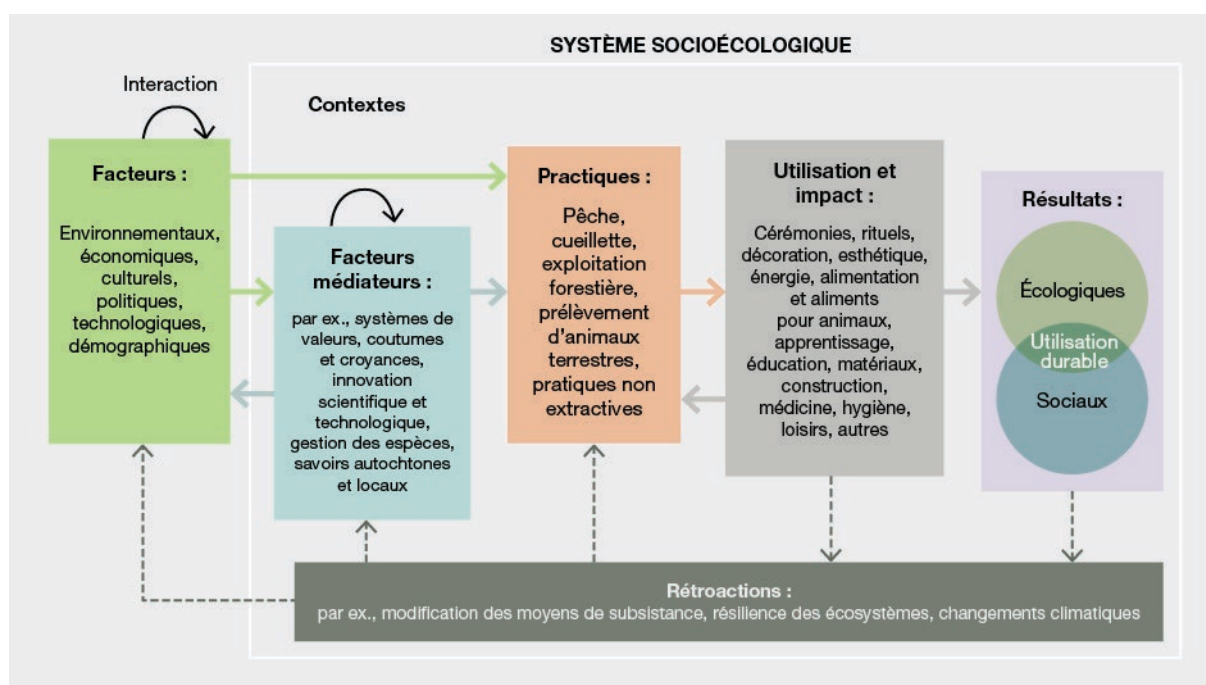 SYSTÈME SOCIOÉCOLOGIQUE
Interaction
Contextes
Facteurs :
Environnementaux,
économiques,
culturels,
politiques,
technologiques,
démographiques
Facteurs
médiateurs :
par ex., systèmes de
valeurs, coutumes
et croyances,
innovation
scientifique et
technologique,
gestion des espèces,
savoirs autochtones
et locaux
Practiques :
Pêche,
cueillette,
exploitation
forestière,
prélèvement
d'animaux
terrestres,
pratiques non
extractives
Utilisation et
impact :
Cérémonies, rituels,
décoration, esthétique,
énergie, alimentation
et aliments
pour animaux,
apprentissage,
éducation, matériaux,
construction,
médicine, hygiène,
loisirs, autres
Résultats :
Écologiques
Utilisation
durable
Sociaux
Rétroactions :
par ex., modification des moyens de subsistance, résilience des écosystèmes, changements climatiques